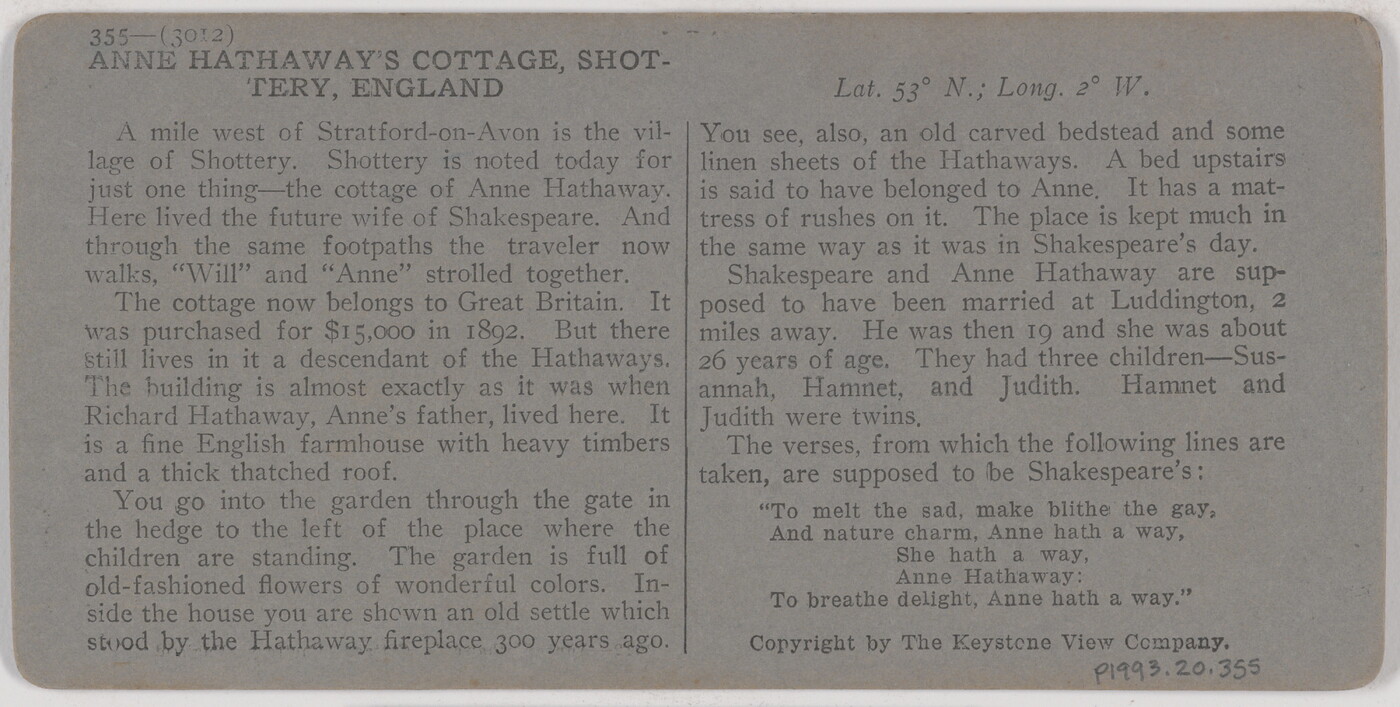 355—(3012)
ANNE HATHAWAY'S COTTAGE, SHOT-
TERY, ENGLAND
Lat. 53° N.; Long. 2° W.
A mile west of Stratford-on-Avon is the vil-
lage of Shottery. Shottery is noted today for
just one thing—the cottage of Anne Hathaway.
Here lived the future wife of Shakespeare. And
through the same footpaths the traveler now
walks, “Will” and “Anne” strolled together.
The cottage now belongs to Great Britain. It
was purchased for $15,000 in 1892. But there
still lives in it a descendant of the Hathaways.
The building is almost exactly as it was when
Richard Hathaway, Anne's father, lived here. It
is a fine English farmhouse with heavy timbers
and a thick thatched roof.
You go into the garden through the gate in
the hedge to the left of the place where the
children are standing. The garden is full of
old-fashioned flowers of wonderful colors. In-
side the house you are shown an old settle which
stood by the Hathaway fireplace 300 years ago.
You see, also, an old carved bedstead and some
linen sheets of the Hathaways. A bed upstairs
is said to have belonged to Anne. It has a mat-
tress of rushes on it. The place is kept much in
the same way as it was in Shakespeare's day.
Shakespeare and Anne Hathaway are sup-
posed to have been married at Luddington, 2
miles away. He was then 19 and she was about
26 years of age. They had three children—Sus-
annah, Hamnet, and Judith. Hamnet and
Judith were twins.
The verses, from which the following lines are
taken, are supposed to be Shakespeare's:
“To melt the sad, make blithe the gay,
And nature charm, Anne hath a way,
She hath a way,
Anne Hathaway:
To breathe delight, Anne hath a way.”
Copyright by The Keystone View Company.
P1993.20.355